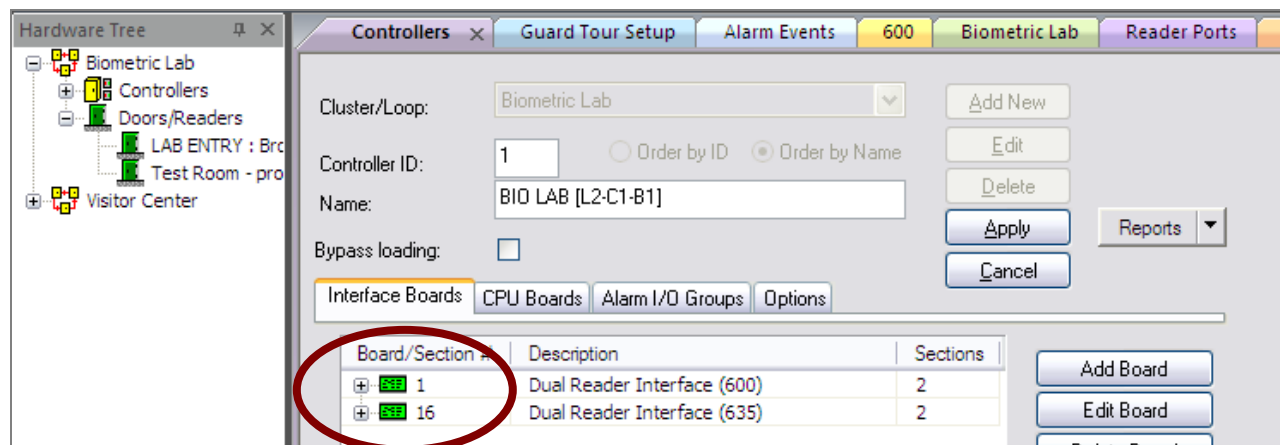 Hardware Tree
Controllers Guard Tour Setup Alarm Events 600 Biometric Lab Reader Ports
Biometric Lab
Controllers
Doors/Readers
LAB ENTRY : Brc
Test Room - pro
Visitor Center
Cluster/Loop: Biometric Lab Add New
Controller ID: 1 Order by ID Order by Name Edit
Name: BIO LAB [L2-C1-B1] Delete
Apply Reports
Bypass loading: Cancel
Interface Boards CPU Boards Alarm I/O Groups Options
Board/Section # Description Sections
1 Dual Reader Interface (600) 2 Add Board
16 Dual Reader Interface (635) 2 Edit Board